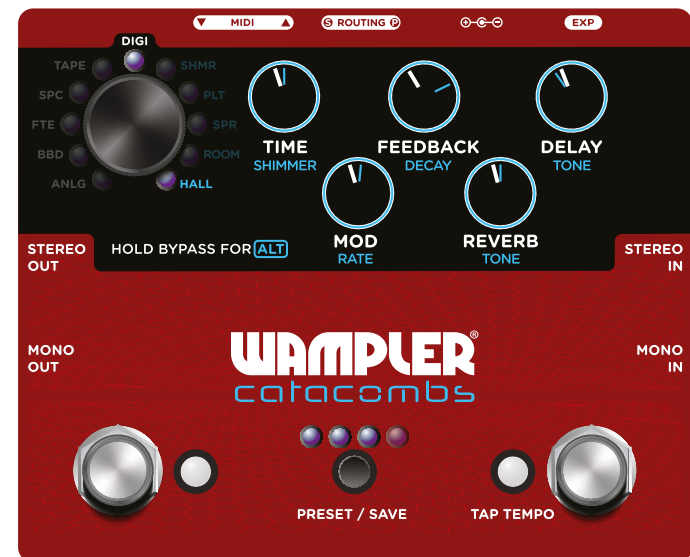 MIDI
S ROUTING P
EXP
DIGI
TAPE
SHMR
SPC
PLT
FTE
SPR
BBD
ROOM
ANLG
HALL
TIME
SHIMMER
FEEDBACK
DECAY
DELAY
TONE
MOD
RATE
REVERB
TONE
HOLD BYPASS FOR ALT
STEREO
OUT
STEREO
IN
MONO
OUT
MONO
IN
WAMPLER®
catacombs
PRESET / SAVE
TAP TEMPO